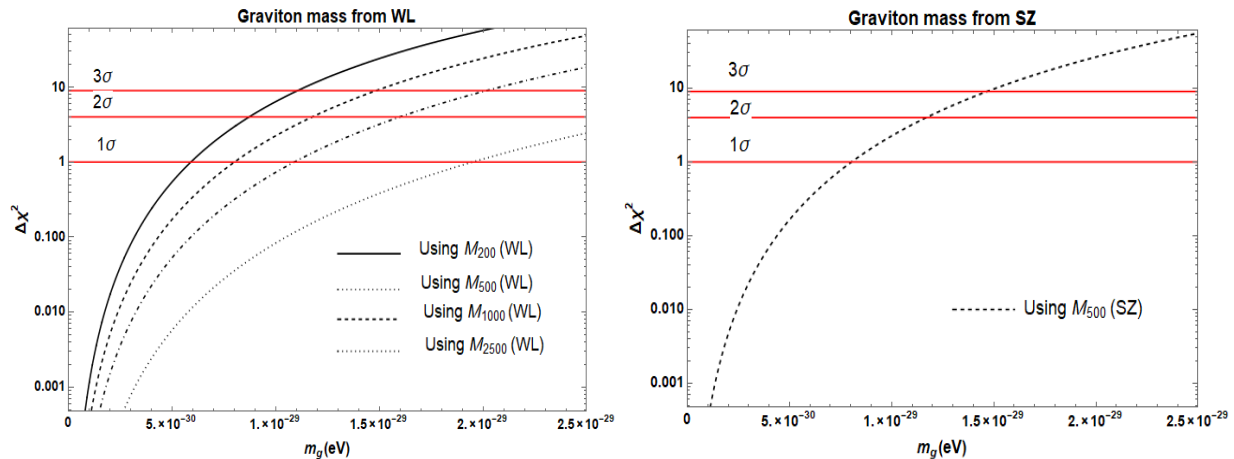 Graviton mass from WL
3σ
2σ
1σ
10
1
0.100
0.010
0.001
Δχ²
Using M₂₀₀ (WL)
Using M₅₀₀ (WL)
Using M₁₀₀₀ (WL)
Using M₂₅₀₀ (WL)
0
5.×10⁻³⁰
1.×10⁻²⁹
1.5×10⁻²⁹
2.×10⁻²⁹
2.5×10⁻²⁹
m_g(eV)
Graviton mass from SZ
3σ
2σ
1σ
10
1
0.100
0.010
0.001
Δχ²
Using M₅₀₀ (SZ)
0
5.×10⁻³⁰
1.×10⁻²⁹
1.5×10⁻²⁹
2.×10⁻²⁹
2.5×10⁻²⁹
m_g(eV)